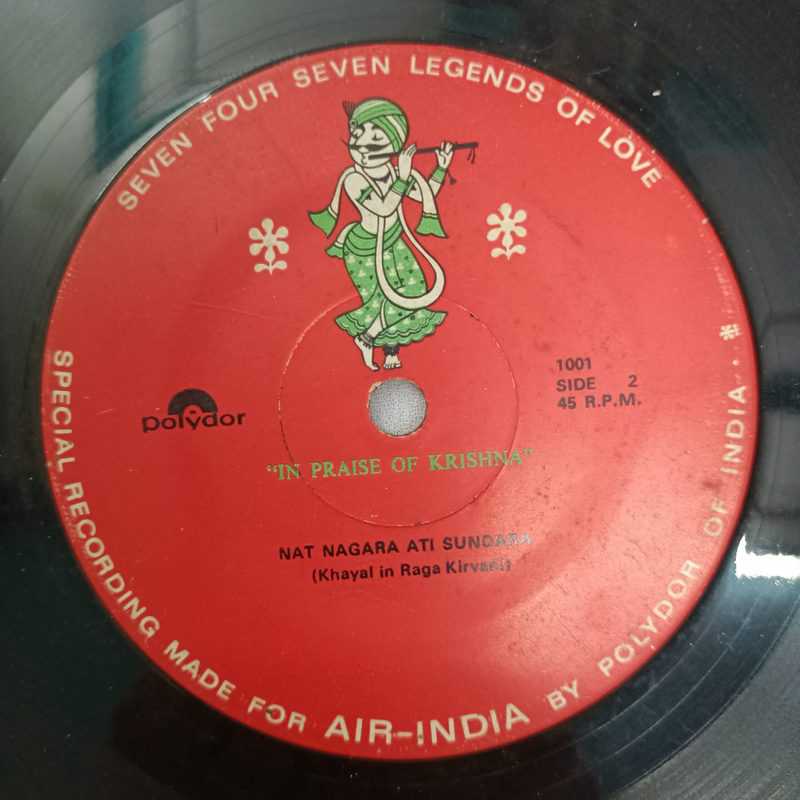 SEVEN FOUR SEVEN LEGENDS OF LOVE
1001
SIDE 2
45 R.P.M.
polydor
"IN PRAISE OF KRISHNA"
NAT NAGARA ATI SUNDARA
(Khayal in Raga Kirvani)
SPECIAL RECORDING MADE FOR AIR-INDIA BY POLYDOR OF INDIA